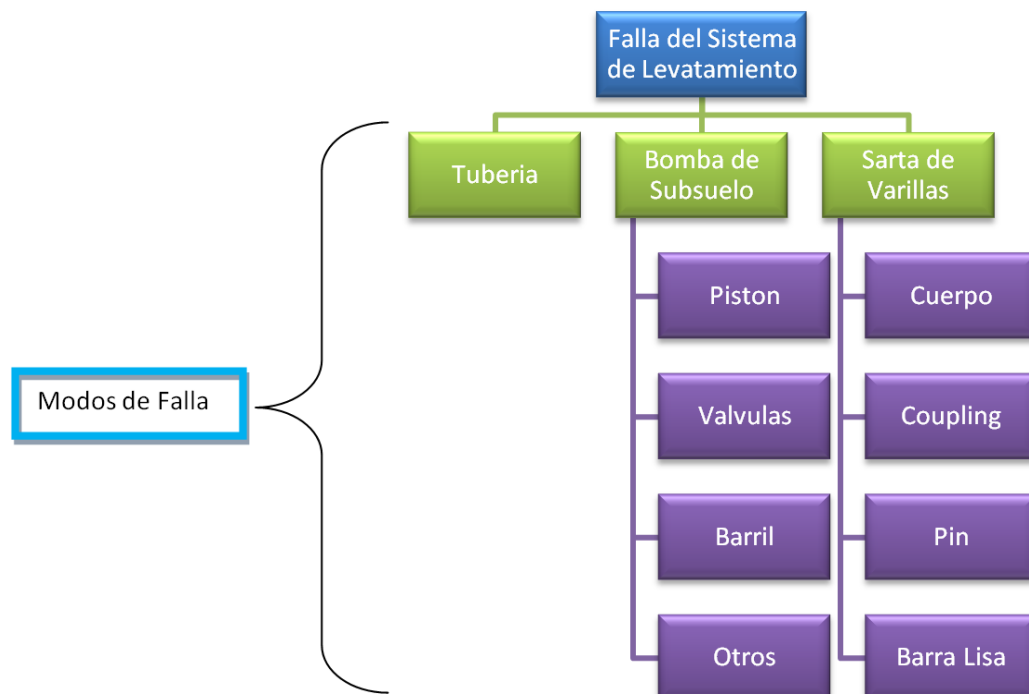 Falla del Sistema
de Levatamiento
Tuberia
Bomba de
Subsuelo
Sarta de
Varillas
Piston
Cuerpo
Modos de Falla
Valvulas
Coupling
Barril
Pin
Otros
Barra Lisa